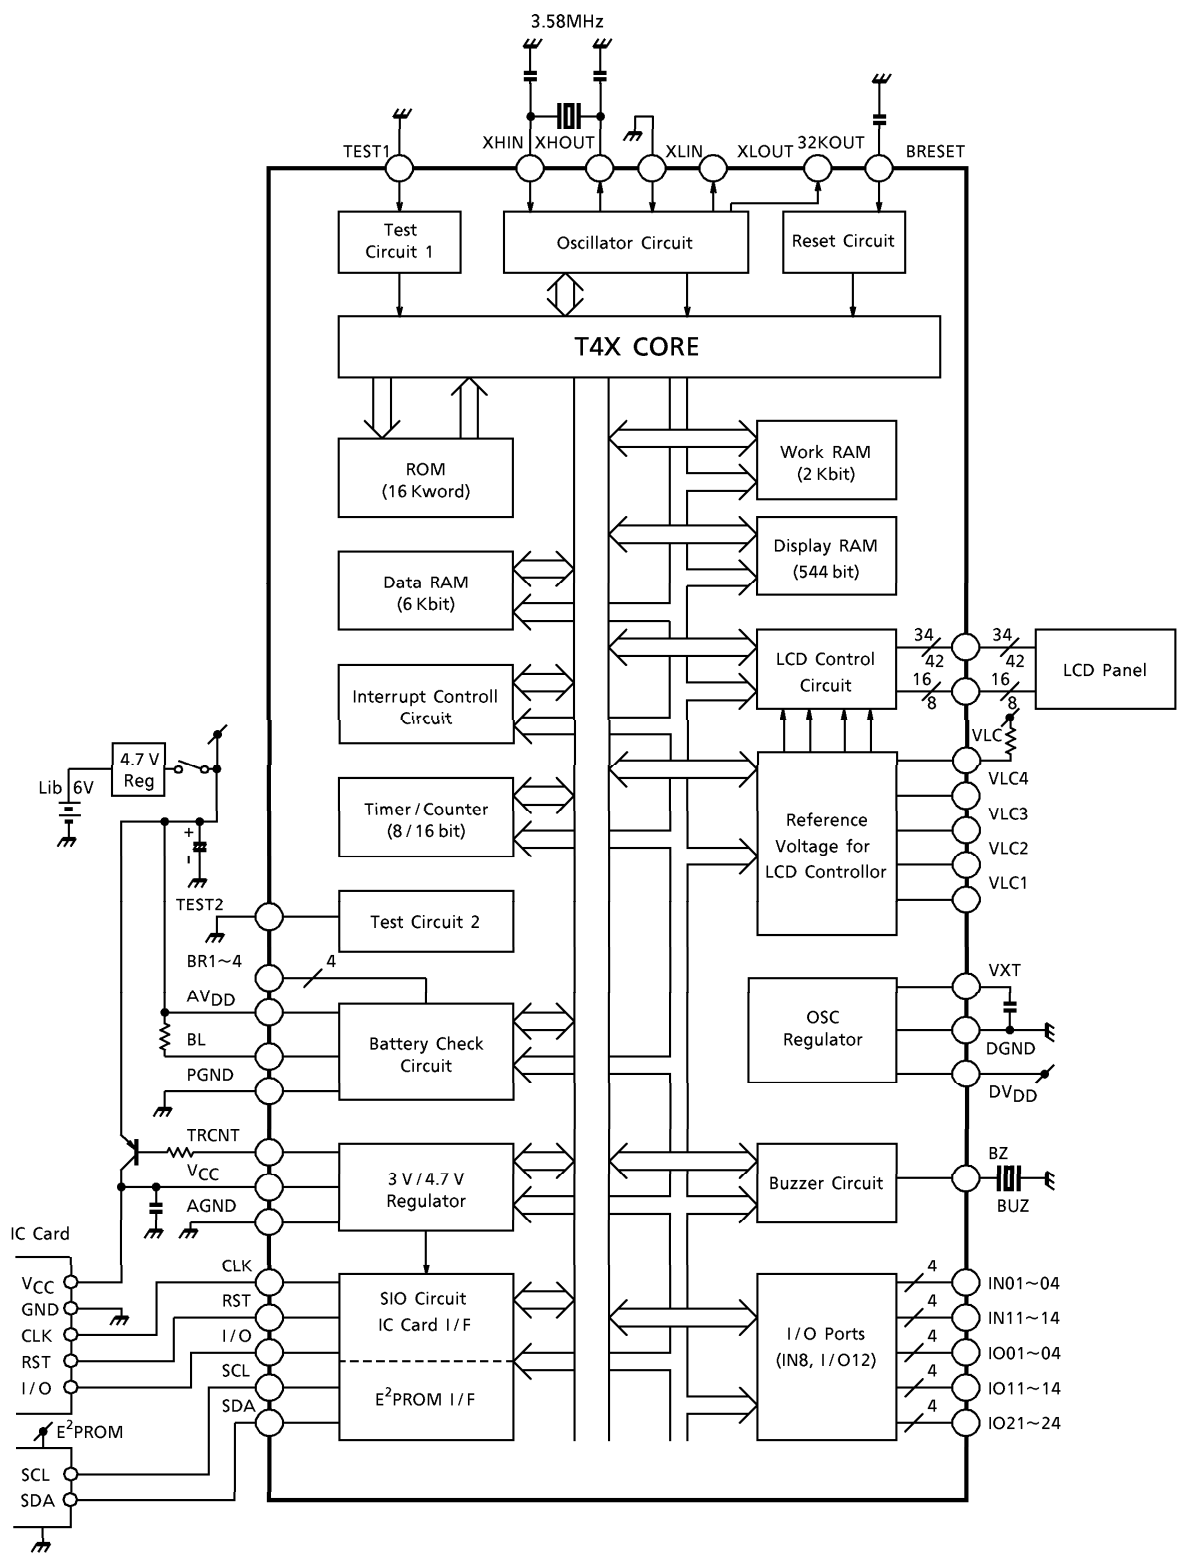 3.58MHz
TEST1
XHIN
XHOUT
XLIN
XLOUT
32KOUT
BRESET
Test
Circuit 1
Oscillator Circuit
Reset Circuit
T4X CORE
ROM
(16 Kword)
Work RAM
(2 Kbit)
Display RAM
(544 bit)
Data RAM
(6 Kbit)
LCD Control
Circuit
34
42
16
8
34
42
16
8
LCD Panel
Interrupt Controll
Circuit
VLC
VLC4
VLC3
VLC2
VLC1
4.7 V
Reg
Lib
6V
+
-
Timer / Counter
(8 / 16 bit)
Reference
Voltage for
LCD Controllor
TEST2
Test Circuit 2
BR1~4
4
AVDD
BL
PGND
Battery Check
Circuit
OSC
Regulator
VXT
DGND
DVDD
TRCNT
VCC
AGND
3 V / 4.7 V
Regulator
Buzzer Circuit
BZ
BUZ
IC Card
VCC
GND
CLK
RST
I / O
CLK
RST
I / O
SCL
SDA
SIO Circuit
IC Card I / F
E2PROM I / F
I / O Ports
(IN8, I / O12)
4
IN01~04
4
IN11~14
4
IO01~04
4
IO11~14
4
IO21~24
E2PROM
SCL
SDA